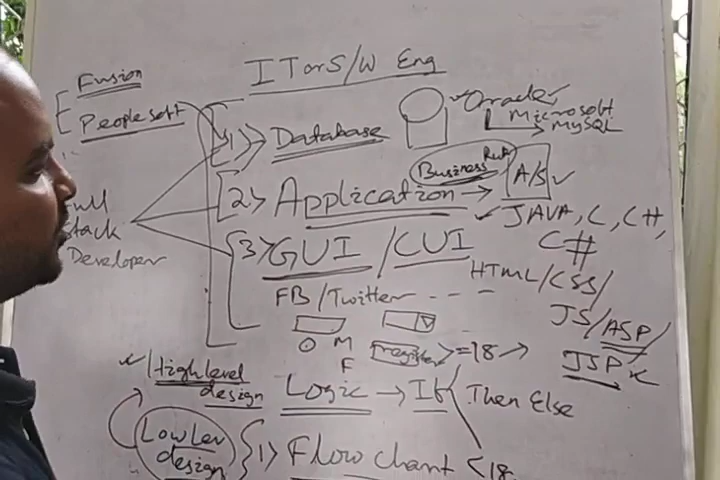 IT or S/W Eng
Fusion
Peoplesoft
1) Database
Oracle,
Microsoft
MySQL
Business Rule
2) Application → A/S
JAVA, C, C++,
C#
Full
Stack
Developer
3) GUI / CUI
HTML/CSS/
JS/ASP/
JSP
FB/Twitter - - -
M
F
register >=18 →
High level
design
Logic → If Then Else
Low Lev
design
1) Flow chart <18